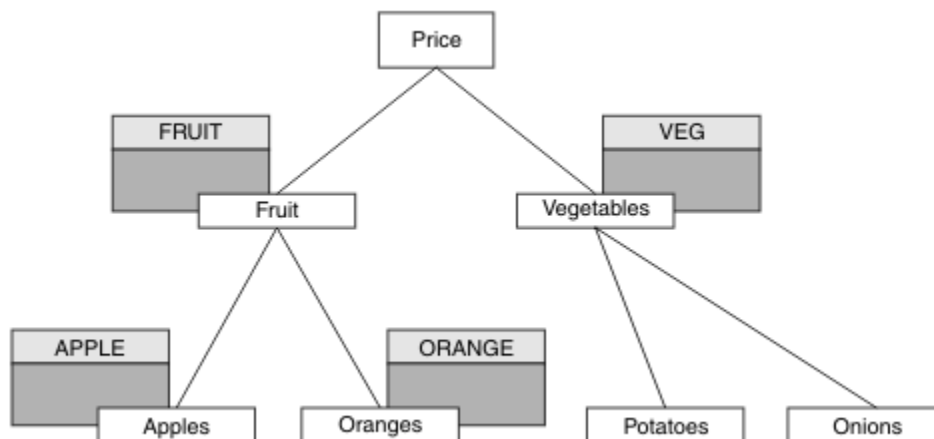 Price
FRUIT
VEG
Fruit
Vegetables
APPLE
ORANGE
Apples
Oranges
Potatoes
Onions